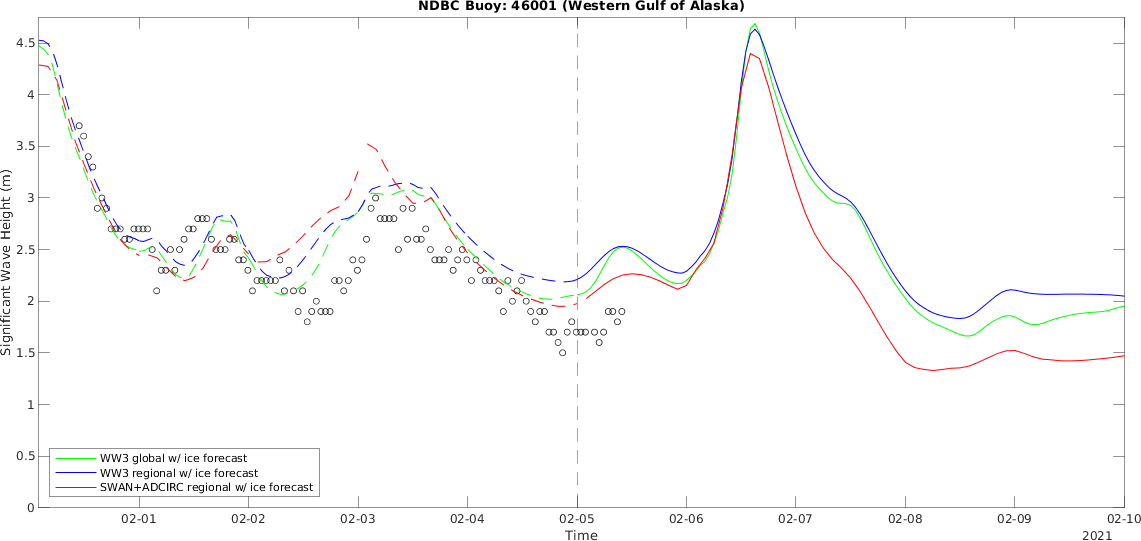 NDBC Buoy: 46001 (Western Gulf of Alaska)
Significant Wave Height (m)
4.5
4
3.5
3
2.5
2
1.5
1
0.5
0
WW3 global w/ ice forecast
WW3 regional w/ ice forecast
SWAN+ADCIRC regional w/ ice forecast
02-01 02-02 02-03 02-04 02-05 02-06 02-07 02-08 02-09 02-10
Time
2021